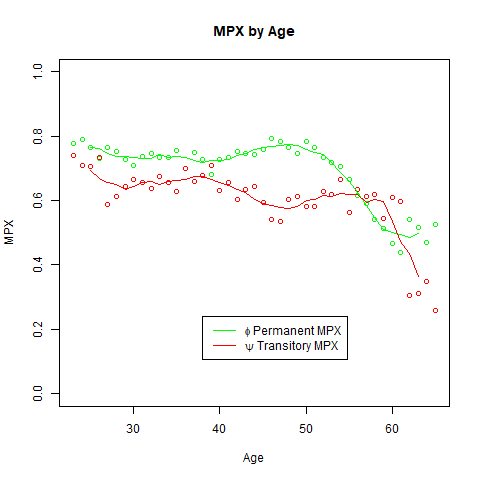 MPX by Age
MPX
1.0
0.8
0.6
0.4
0.2
0.0
ϕ Permanent MPX
ψ Transitory MPX
30 40 50 60
Age